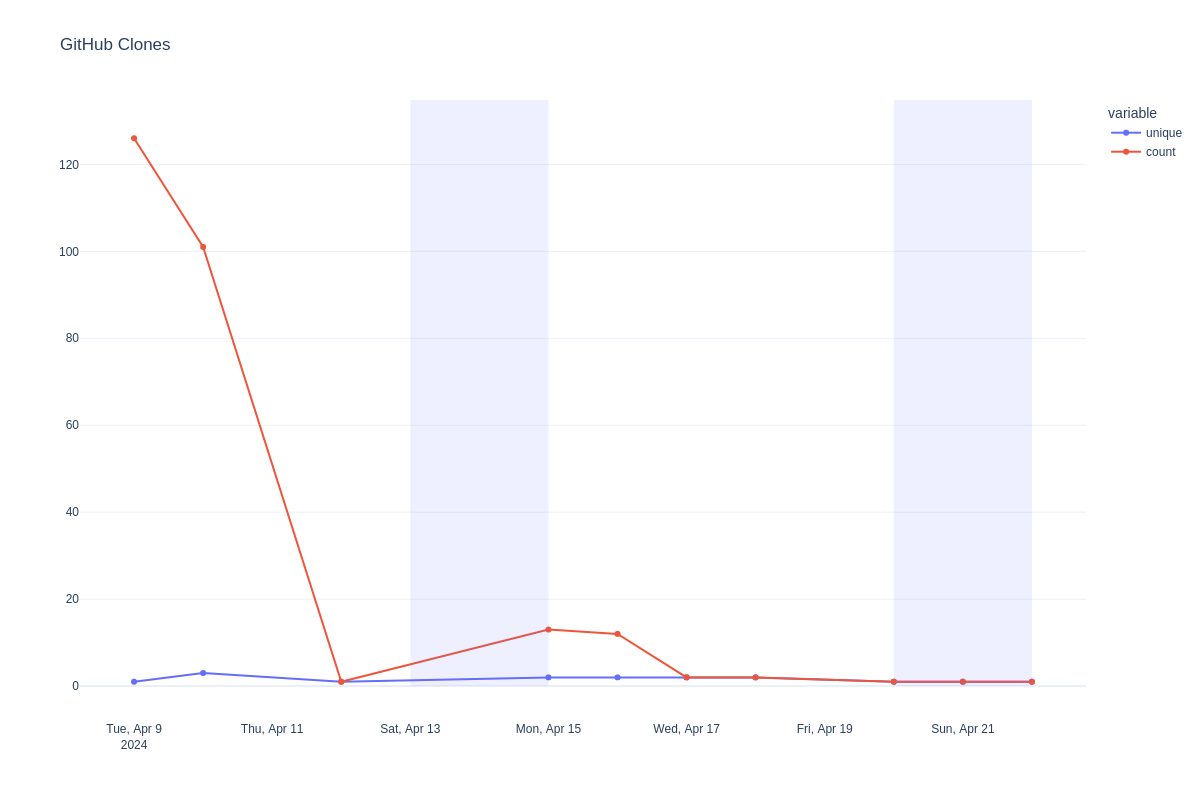 GitHub Clones
variable
unique
count
120
100
80
60
40
20
0
Tue, Apr 9
2024
Thu, Apr 11
Sat, Apr 13
Mon, Apr 15
Wed, Apr 17
Fri, Apr 19
Sun, Apr 21